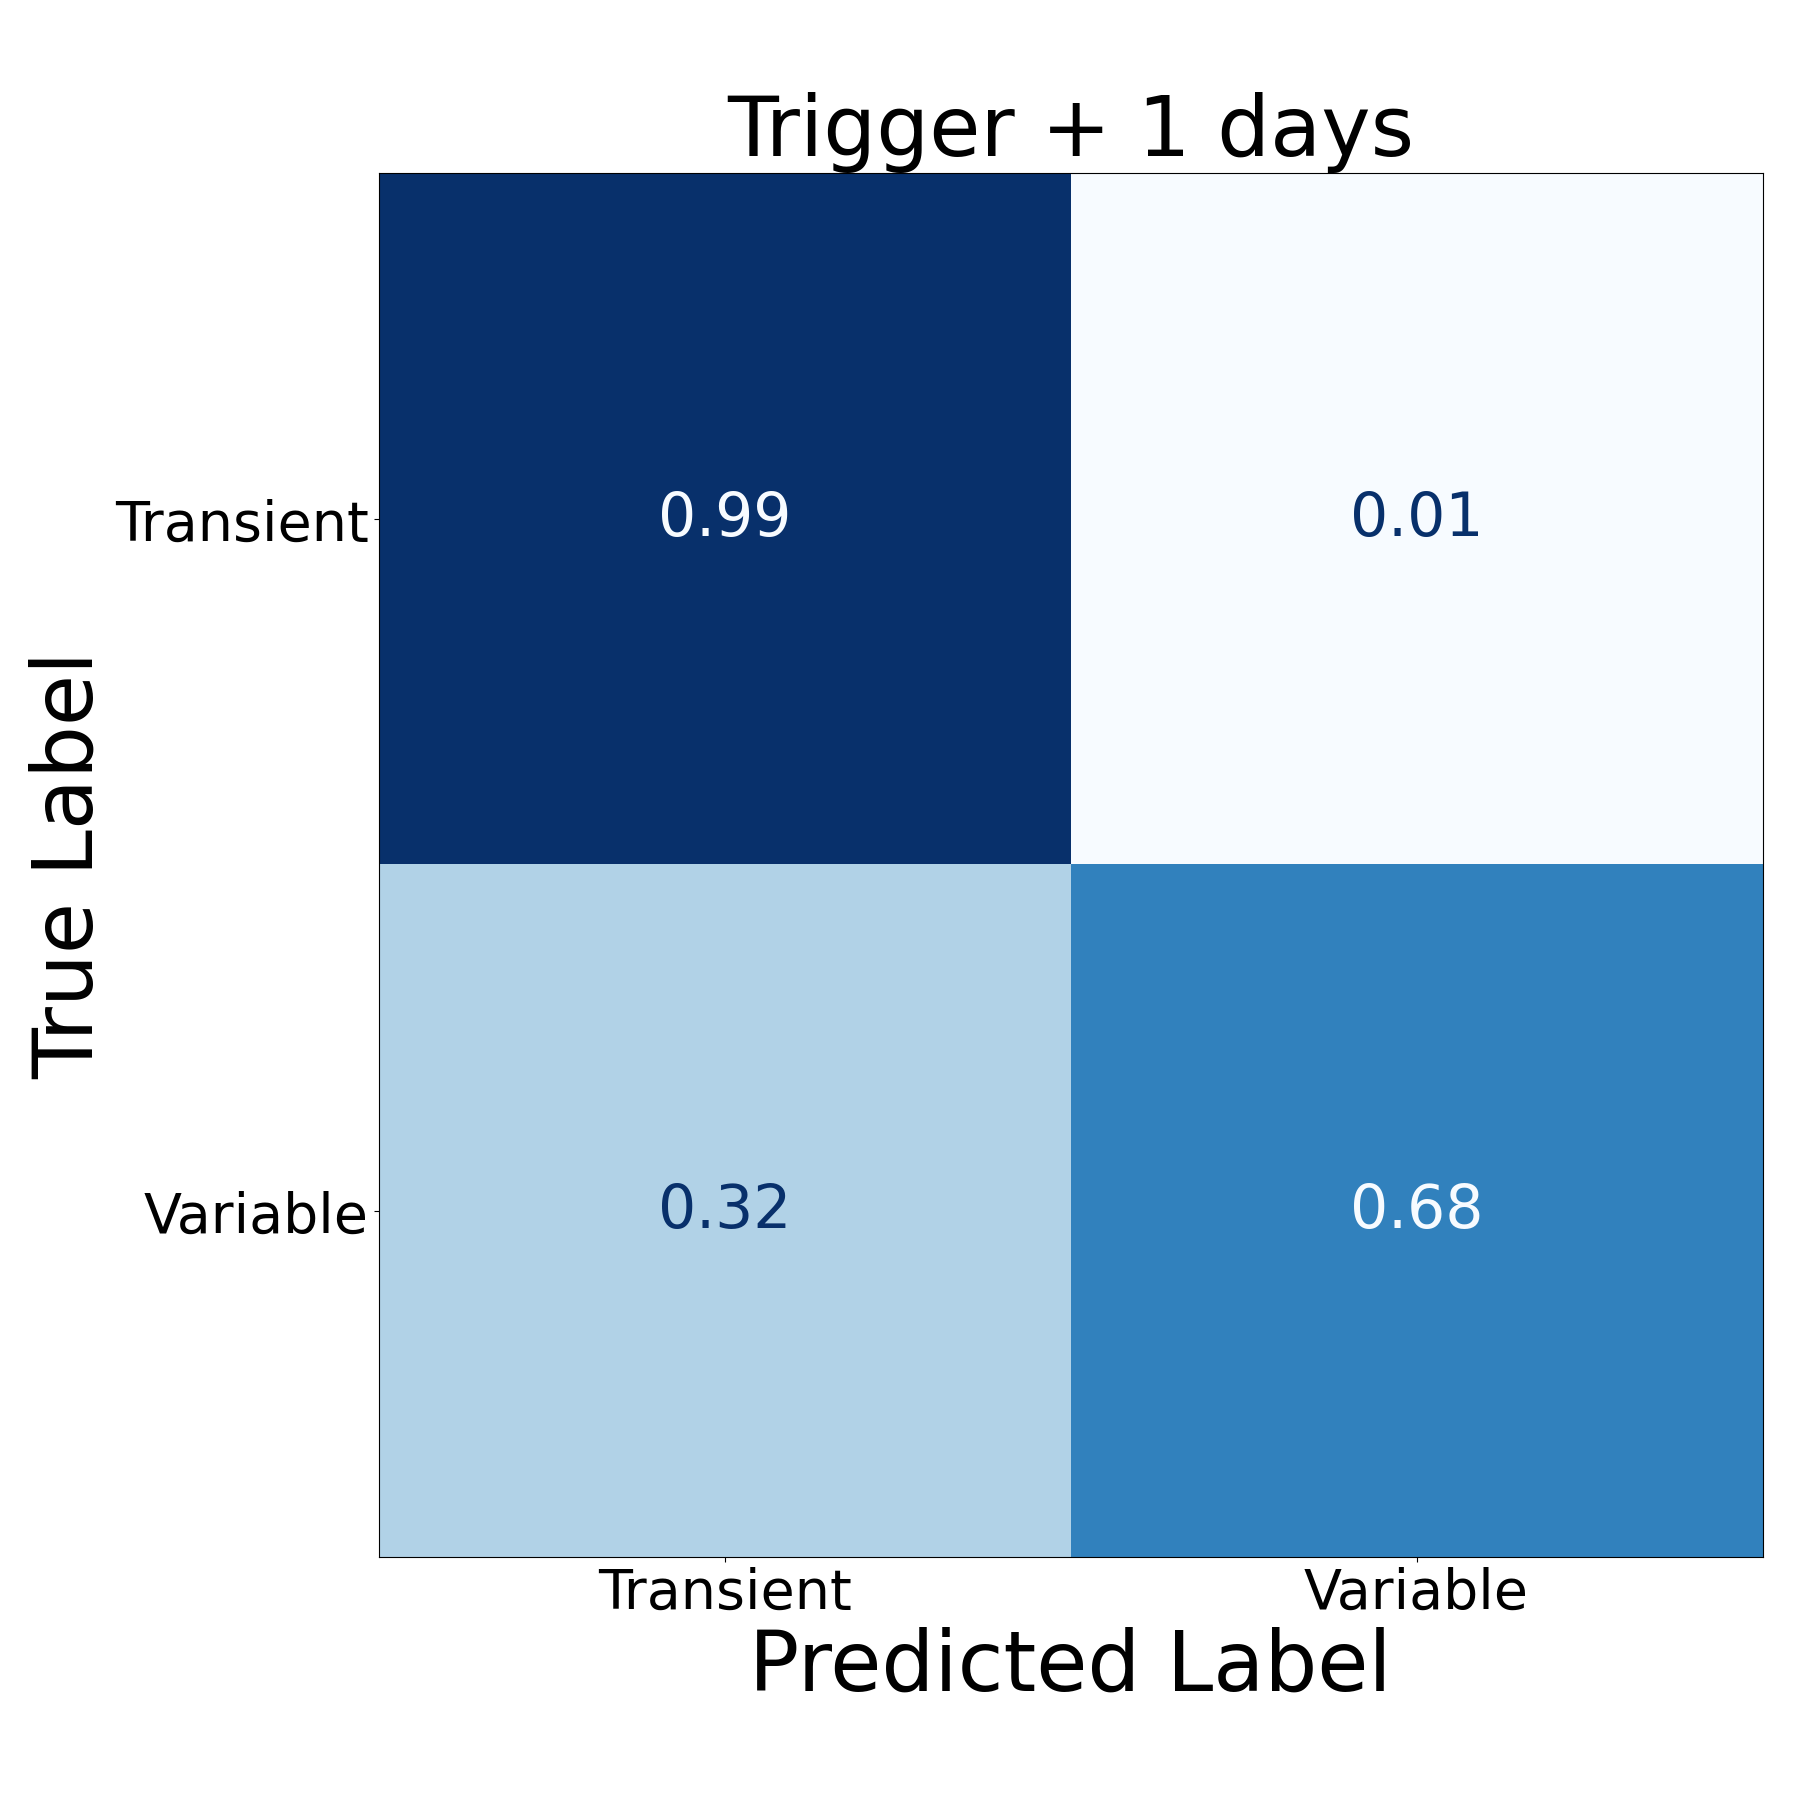 Trigger + 1 days
True Label
Transient
0.99
0.01
Variable
0.32
0.68
Transient
Variable
Predicted Label